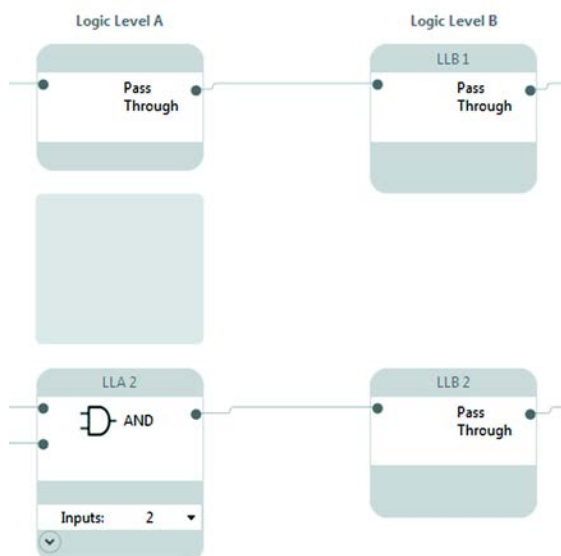 Logic Level A
Logic Level B
LLB 1
Pass
Through
Pass
Through
LLA 2
LLB 2
AND
Pass
Through
Inputs: 2